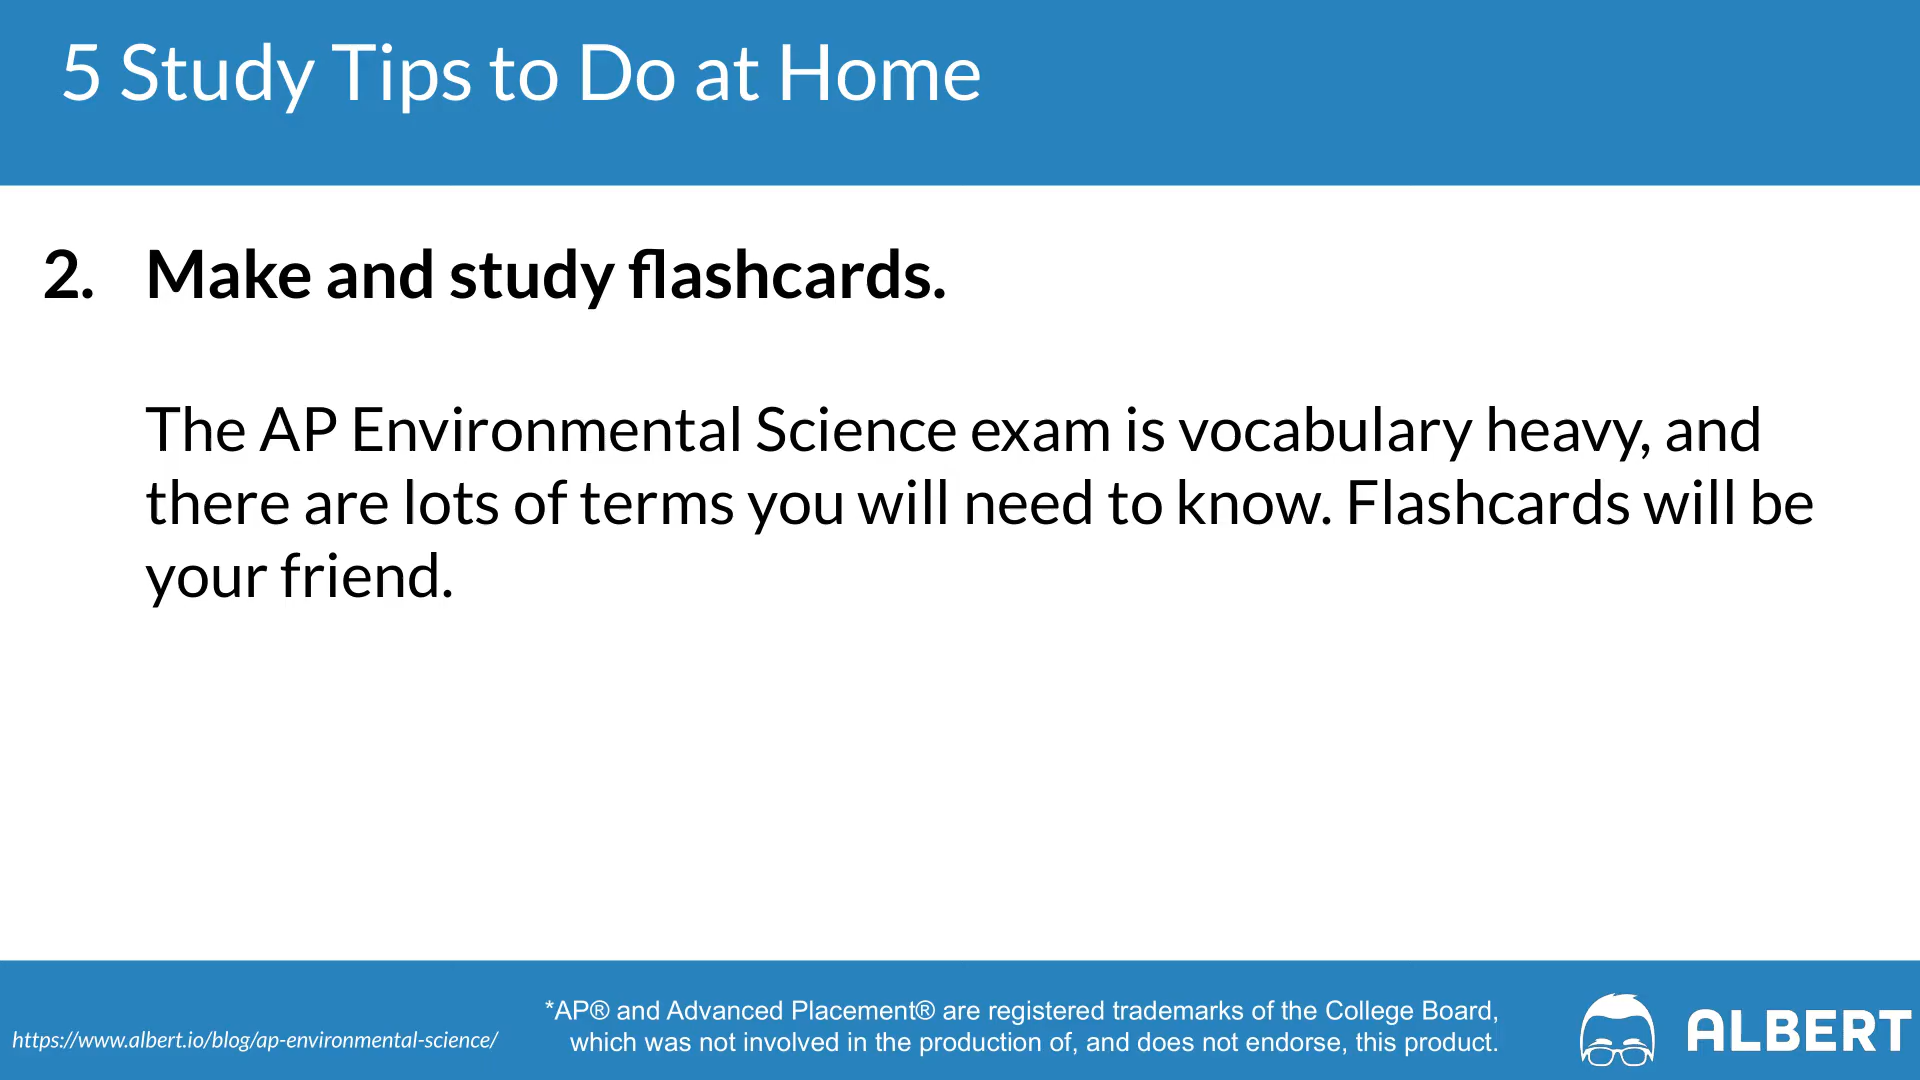 5 Study Tips to Do at Home
2. Make and study flashcards.
The AP Environmental Science exam is vocabulary heavy, and
there are lots of terms you will need to know. Flashcards will be
your friend.
https://www.albert.io/blog/ap-environmental-science/
*AP® and Advanced Placement® are registered trademarks of the College Board,
which was not involved in the production of, and does not endorse, this product.
ALBERT